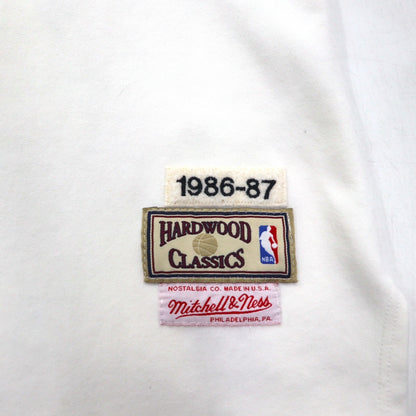 1986-87
HARDWOOD
CLASSICS
NBA
NOSTALGIA CO. MADE IN U.S.A.
Mitchell & Ness
PHILADELPHIA, PA.